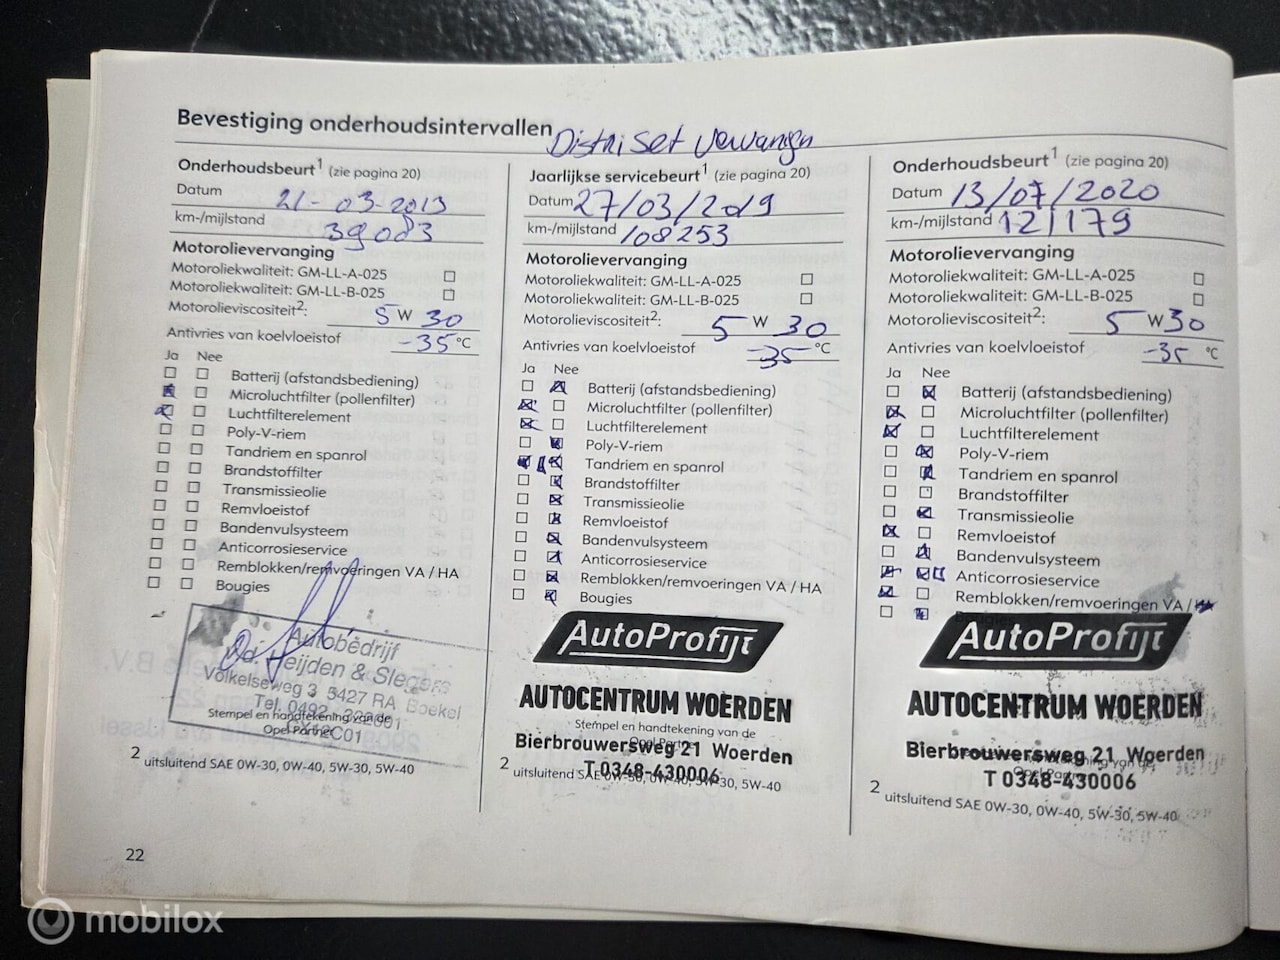 Bevestiging onderhoudsintervallen
Distri Set Vervangen
Onderhoudsbeurt1 (zie pagina 20)
Datum 21-03-2013
km-/mijlstand 39083
Motorolievervanging
Motoroliekwaliteit: GM-LL-A-025
Motoroliekwaliteit: GM-LL-B-025
Motorolieviscositeit2: 5 W 30
Antivries van koelvloeistof -35 °C
Ja Nee
Batterij (afstandsbediening)
Microluchtfilter (pollenfilter)
Luchtfilterelement
Poly-V-riem
Tandriem en spanrol
Brandstoffilter
Transmissieolie
Remvloeistof
Bandenvulsysteem
Anticorrosieservice
Remblokken/remvoeringen VA / HA
Bougies
Autobedrijf
v.d. Heijden & Slegers
Volkelseweg 3 5427 RA Boekel
Tel. 0492
Stempel en handtekening van de
Opel Partner
2 uitsluitend SAE 0W-30, 0W-40, 5W-30, 5W-40
22
Jaarlijkse servicebeurt1 (zie pagina 20)
Datum 27/03/2019
km-/mijlstand 108253
Motorolievervanging
Motoroliekwaliteit: GM-LL-A-025
Motoroliekwaliteit: GM-LL-B-025
Motorolieviscositeit2: 5 W 30
Antivries van koelvloeistof -35 °C
Ja Nee
Batterij (afstandsbediening)
Microluchtfilter (pollenfilter)
Luchtfilterelement
Poly-V-riem
Tandriem en spanrol
Brandstoffilter
Transmissieolie
Remvloeistof
Bandenvulsysteem
Anticorrosieservice
Remblokken/remvoeringen VA / HA
Bougies
AutoProfijt
AUTOCENTRUM WOERDEN
Stempel en handtekening van de
Bierbrouwersweg 21 Woerden
T 0348-430006
2 uitsluitend SAE 0W-30, 0W-40, 5W-30, 5W-40
Onderhoudsbeurt1 (zie pagina 20)
Datum 13/07/2020
km-/mijlstand 121179
Motorolievervanging
Motoroliekwaliteit: GM-LL-A-025
Motoroliekwaliteit: GM-LL-B-025
Motorolieviscositeit2: 5 W 30
Antivries van koelvloeistof -35 °C
Ja Nee
Batterij (afstandsbediening)
Microluchtfilter (pollenfilter)
Luchtfilterelement
Poly-V-riem
Tandriem en spanrol
Brandstoffilter
Transmissieolie
Remvloeistof
Bandenvulsysteem
Anticorrosieservice
Remblokken/remvoeringen VA /
AutoProfijt
AUTOCENTRUM WOERDEN
Bierbrouwersweg 21 Woerden
T 0348-430006
2 uitsluitend SAE 0W-30, 0W-40, 5W-30, 5W-40
mobilox